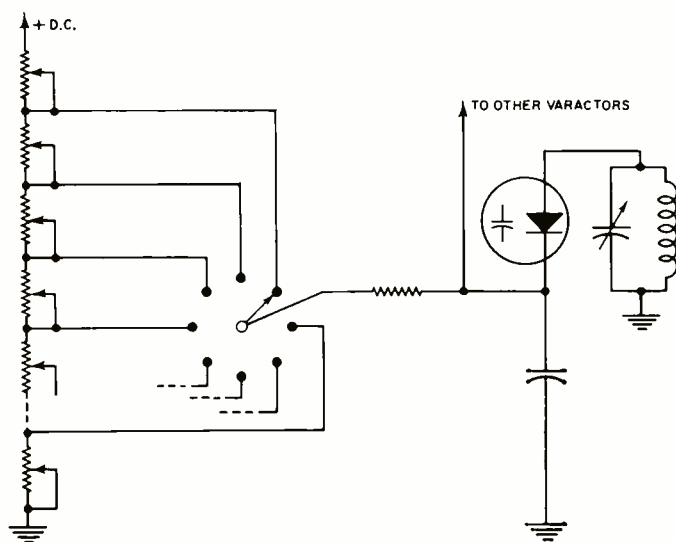 + D.C.
TO OTHER VARACTORS